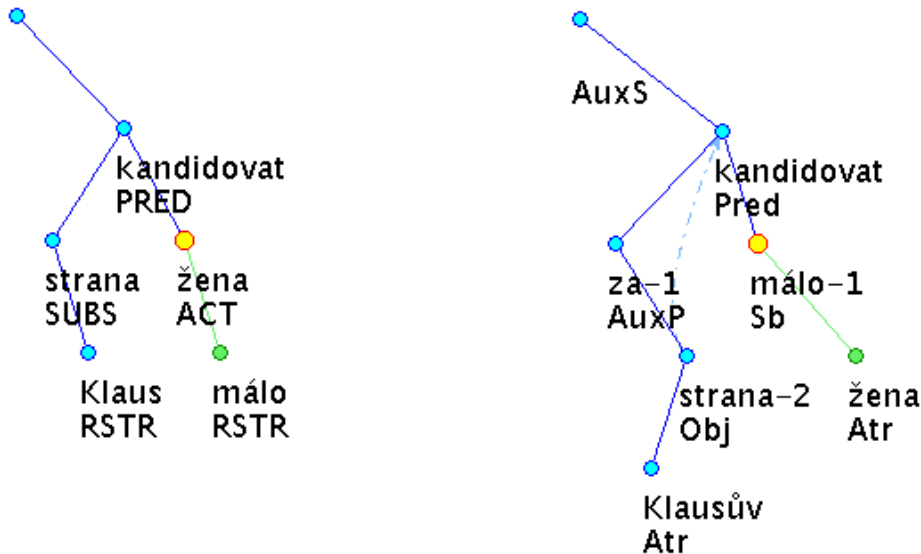 AuxS
kandidovat
PRED
kandidovat
Pred
strana
SUBS
žena
ACT
za-1
AuxP
málo-1
Sb
Klaus
RSTR
málo
RSTR
strana-2
Obj
žena
Atr
Klausův
Atr